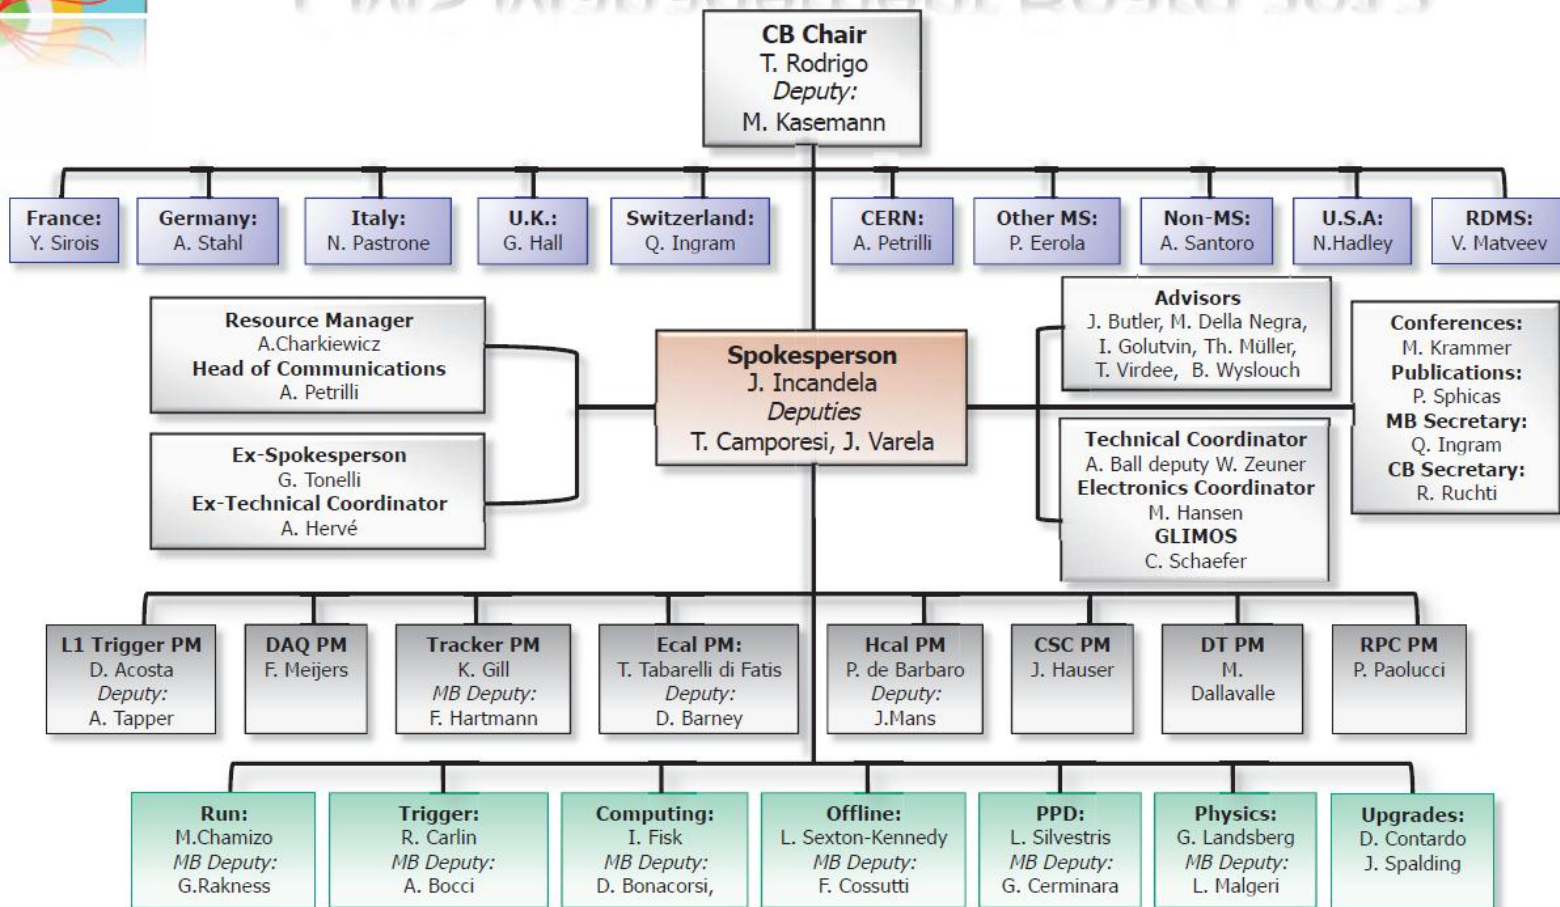 CB Chair
T. Rodrigo
Deputy:
M. Kasemann
France:
Y. Sirois
Germany:
A. Stahl
Italy:
N. Pastrone
U.K.:
G. Hall
Switzerland:
Q. Ingram
CERN:
A. Petrilli
Other MS:
P. Eerola
Non-MS:
A. Santoro
U.S.A:
N.Hadley
RDMS:
V. Matveev
Resource Manager
A.Charkiewicz
Head of Communications
A. Petrilli
Ex-Spokesperson
G. Tonelli
Ex-Technical Coordinator
A. Hervé
Spokesperson
J. Incandela
Deputies
T. Camporesi, J. Varela
Advisors
J. Butler, M. Della Negra,
I. Golutvin, Th. Müller,
T. Virdee, B. Wyslouch
Technical Coordinator
A. Ball deputy W. Zeuner
Electronics Coordinator
M. Hansen
GLIMOS
C. Schaefer
Conferences:
M. Krammer
Publications:
P. Sphicas
MB Secretary:
Q. Ingram
CB Secretary:
R. Ruchti
L1 Trigger PM
D. Acosta
Deputy:
A. Tapper
DAQ PM
F. Meijers
Tracker PM
K. Gill
MB Deputy:
F. Hartmann
Ecal PM:
T. Tabarelli di Fatis
Deputy:
D. Barney
Hcal PM
P. de Barbaro
Deputy:
J.Mans
CSC PM
J. Hauser
DT PM
M.
Dallavalle
RPC PM
P. Paolucci
Run:
M.Chamizo
MB Deputy:
G.Rakness
Trigger:
R. Carlin
MB Deputy:
A. Bocci
Computing:
I. Fisk
MB Deputy:
D. Bonacorsi,
Offline:
L. Sexton-Kennedy
MB Deputy:
F. Cossutti
PPD:
L. Silvestris
MB Deputy:
G. Cerminara
Physics:
G. Landsberg
MB Deputy:
L. Malgeri
Upgrades:
D. Contardo
J. Spalding